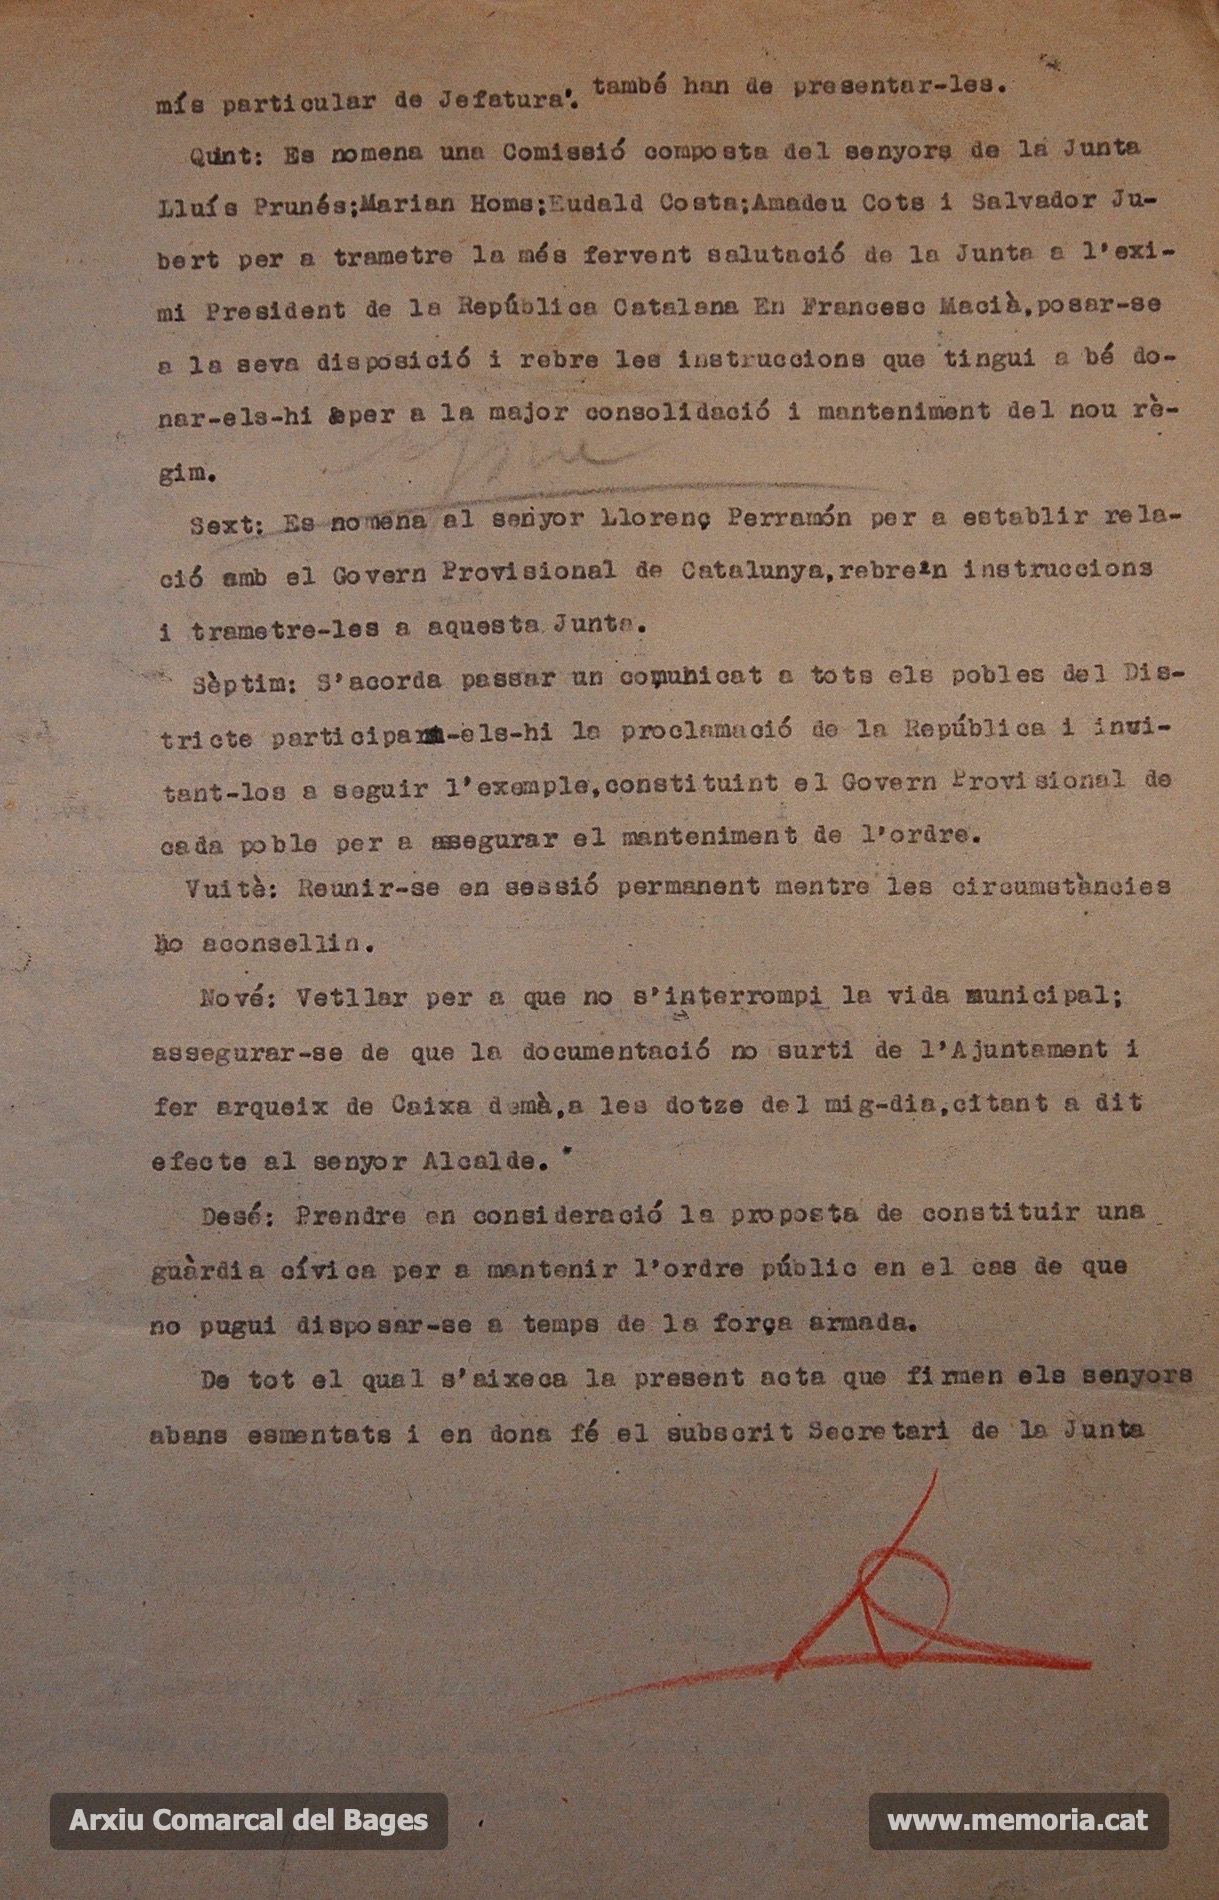 mís particular de Jefatura'. també han de presentar-les.
Quint: Es nomena una Comissió composta del senyors de la Junta
Lluís Prunés;Marian Homs;Eudald Costa;Amadeu Cots i Salvador Ju-
bert per a trametre la més fervent salutació de la Junta a l'exi-
mi President de la República Catalana En Francesc Macià,posar-se
a la seva disposició i rebre les instruccions que tingui a bé do-
nar-els-hi per a la major consolidació i manteniment del nou rè-
gim.
Sext: Es nomena al senyor Llorenç Perramón per a establir rela-
ció amb el Govern Provisional de Catalunya,rebre'n instruccions
i trametre-les a aquesta Junta.
Sèptim: S'acorda passar un comunicat a tots els pobles del Dis-
tricte participant-els-hi la proclamació de la República i invi-
tant-los a seguir l'exemple,constituint el Govern Provisional de
cada poble per a assegurar el manteniment de l'ordre.
Vuitè: Reunir-se en sessió permanent mentre les circumstàncies
ho aconsellin.
Nové: Vetllar per a que no s'interrompi la vida municipal;
assegurar-se de que la documentació no surti de l'Ajuntament i
fer arqueix de Caixa demà,a les dotze del mig-dia,citant a dit
efecte al senyor Alcalde.
Desé: Prendre en consideració la proposta de constituir una
guàrdia cívica per a mantenir l'ordre públic en el cas de que
no pugui disposar-se a temps de la força armada.
De tot el qual s'aixeca la present acta que firmen els senyors
abans esmentats i en dona fé el subscrit Secretari de la Junta
Arxiu Comarcal del Bages
www.memoria.cat